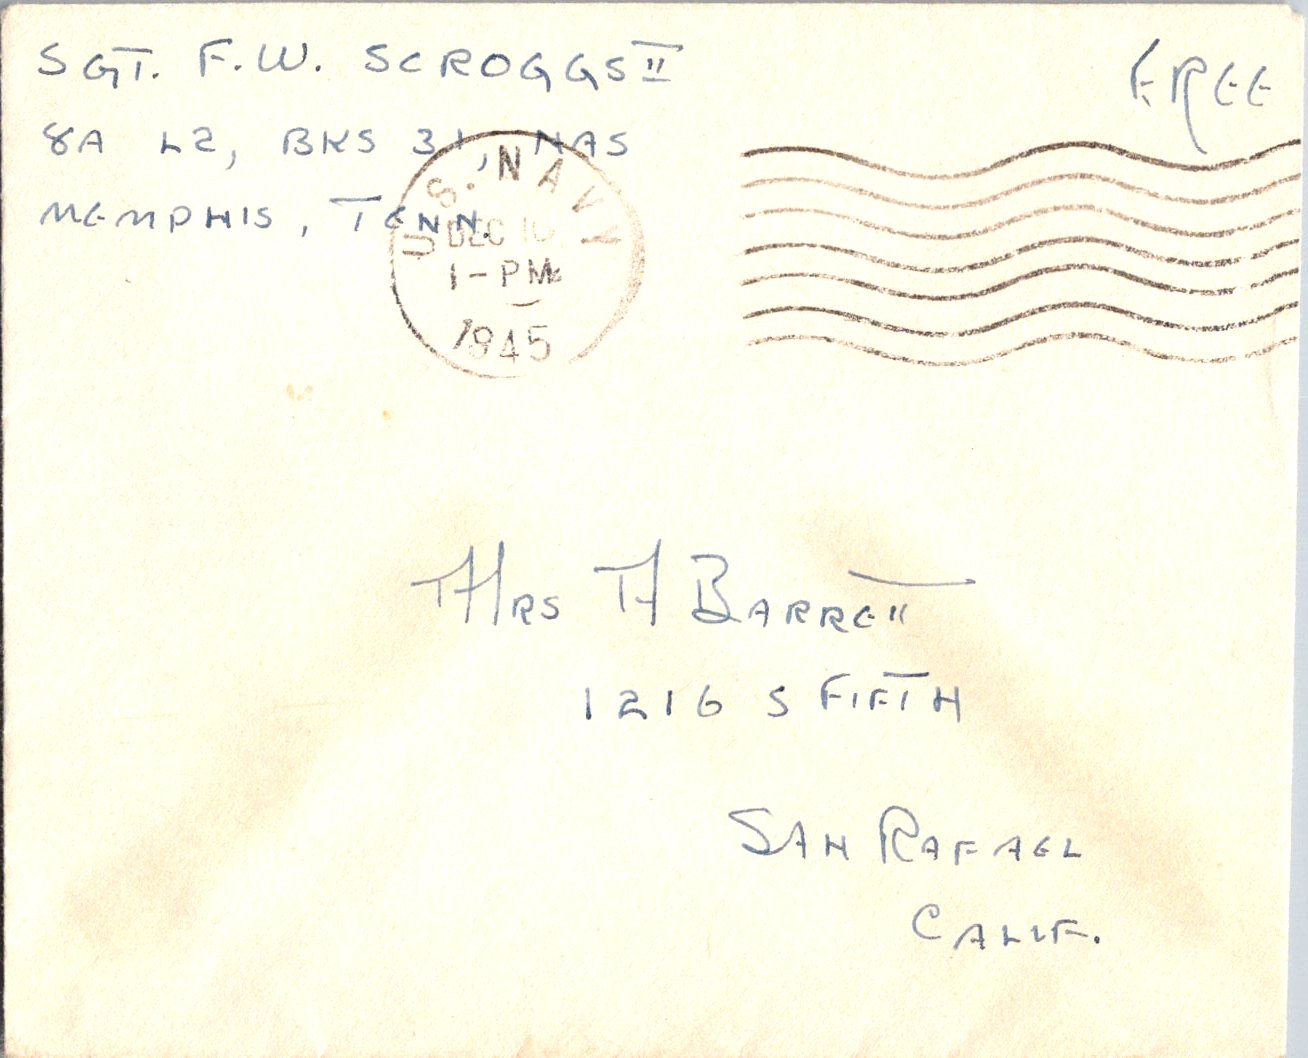 SGT. F.W. SCROGGS II
FREE
8A L2, BKS 31, NAS
MEMPHIS, TENN.
U.S. NAVY
DEC 10
1-PM
1945
Mrs H BARRETT
1216 S FIFTH
SAN RAFAEL
CALIF.